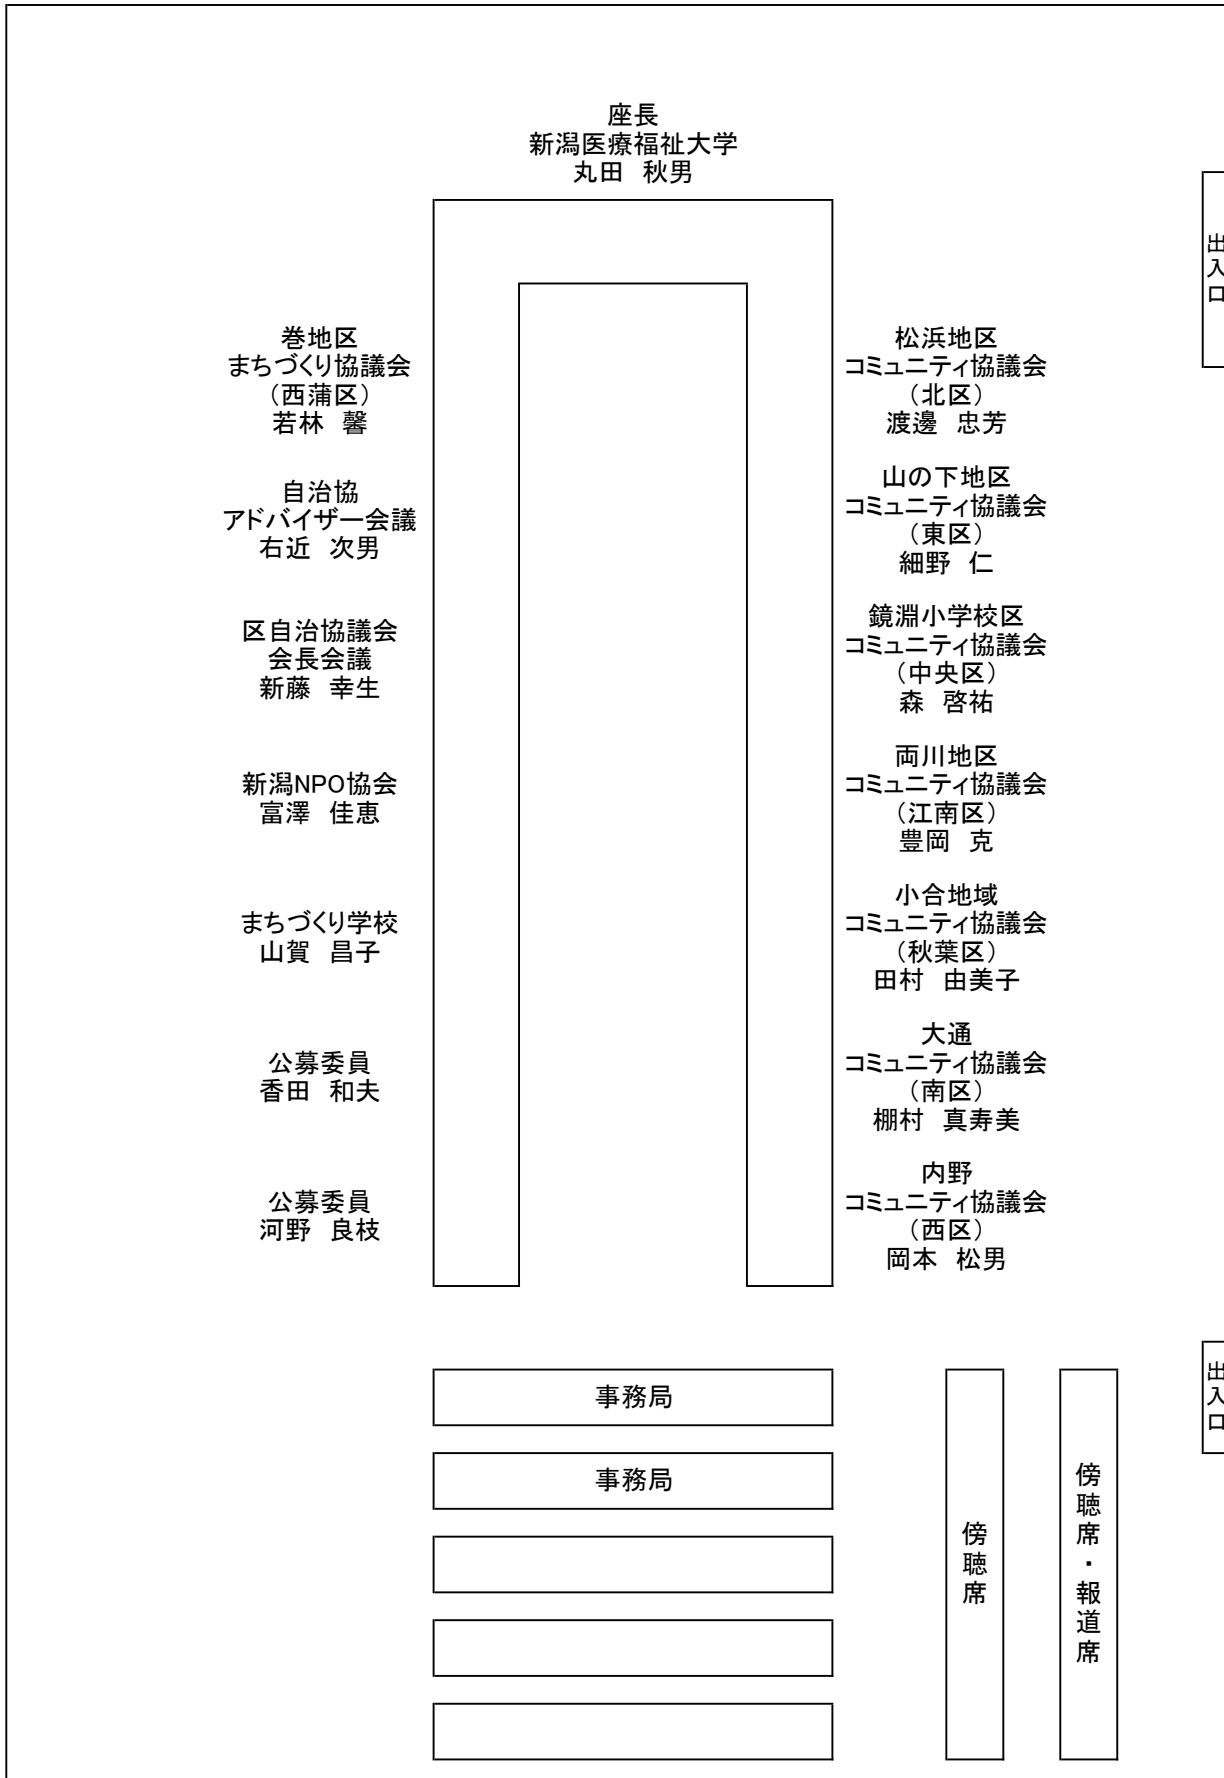 座長
新潟医療福祉大学
丸田　秋男
出入口
巻地区
まちづくり協議会
（西蒲区）
若林　馨
自治協
アドバイザー会議
右近　次男
区自治協議会
会長会議
新藤　幸生
新潟NPO協会
富澤　佳恵
まちづくり学校
山賀　昌子
公募委員
香田　和夫
公募委員
河野　良枝
松浜地区
コミュニティ協議会
（北区）
渡邊　忠芳
山の下地区
コミュニティ協議会
（東区）
細野　仁
鏡淵小学校区
コミュニティ協議会
（中央区）
森　啓祐
両川地区
コミュニティ協議会
（江南区）
豊岡　克
小合地域
コミュニティ協議会
（秋葉区）
田村　由美子
大通
コミュニティ協議会
（南区）
棚村　真寿美
内野
コミュニティ協議会
（西区）
岡本　松男
事務局
事務局
傍聴席
傍聴席・報道席
出入口